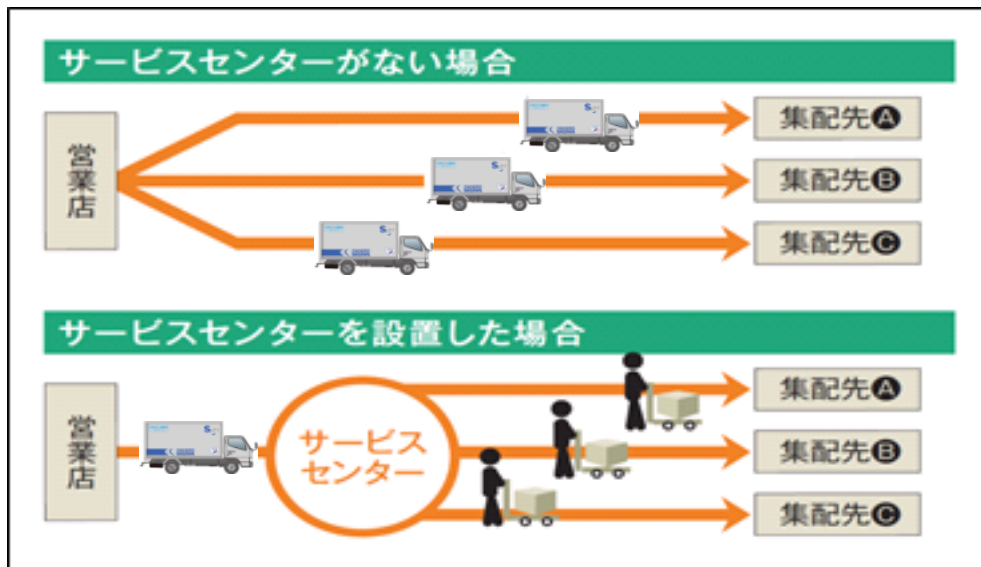 サービスセンターがない場合
営業店
集配先Ⓐ
集配先Ⓑ
集配先Ⓒ
サービスセンターを設置した場合
営業店
サービス
センター
集配先Ⓐ
集配先Ⓑ
集配先Ⓒ